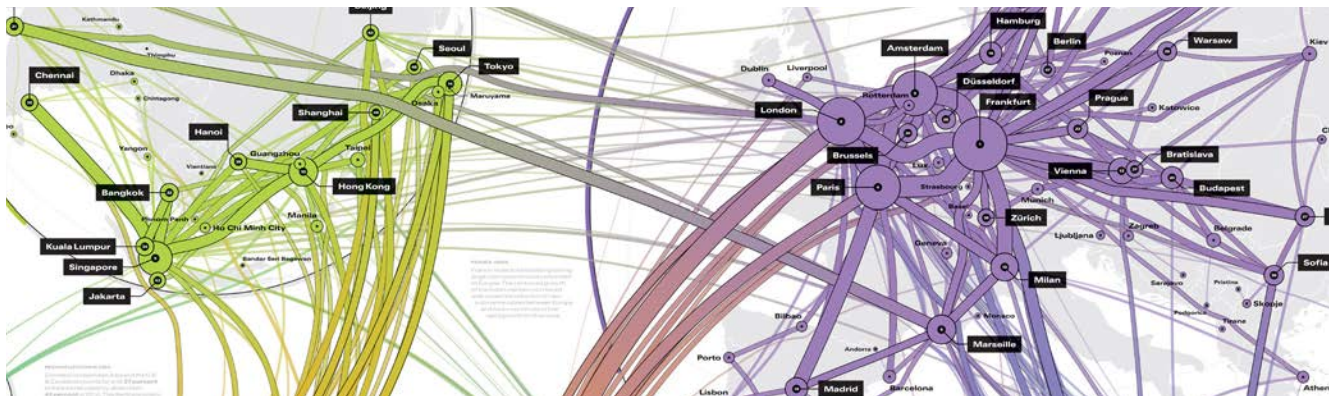 Kathmandu
Beijing
Seoul
Thimphu
Tokyo
Chennai
Dhaka
Chittagong
Osaka
Maruyama
Shanghai
Hanoi
Guangzhou
Taipei
Yangon
Vientiane
Hong Kong
Bangkok
Phnom Penh
Manila
Ho Chi Minh City
Kuala Lumpur
Singapore
Bandar Seri Begawan
Jakarta
Hamburg
Amsterdam
Berlin
Poznan
Warsaw
Kiev
Dublin
Liverpool
Düsseldorf
Rotterdam
London
Frankfurt
Prague
Katowice
Brussels
Bratislava
Paris
Strasbourg
Vienna
Munich
Budapest
Basel
Zürich
Ljubljana
Zagreb
Belgrade
Geneva
Sofia
Milan
Sarajevo
Pristina
Skopje
Podgorica
Tirana
Bilbao
Monaco
Andorra
Marseille
Porto
Madrid
Barcelona
Lisbon
Athen